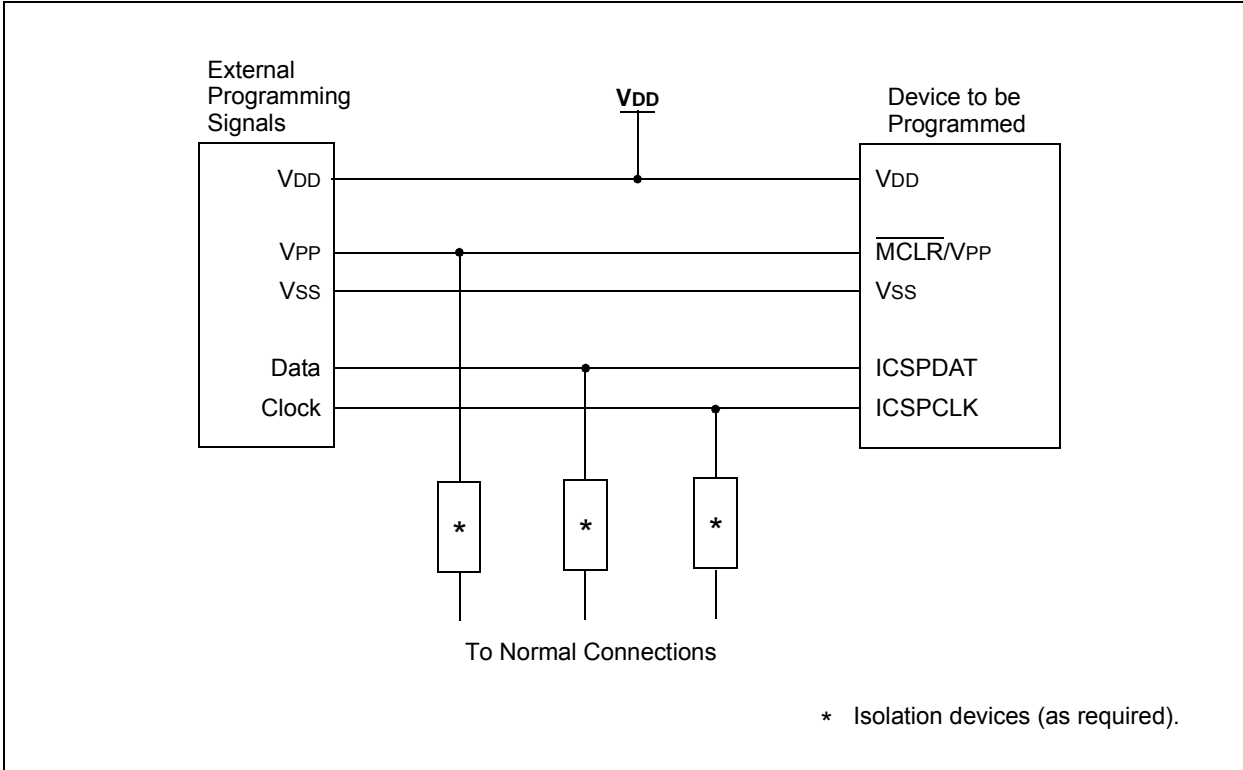 External
Programming
Signals
VDD
Device to be
Programmed
VDD
VDD
VPP
MCLR/VPP
VSS
VSS
Data
ICSPDAT
Clock
ICSPCLK
* * *
To Normal Connections
* Isolation devices (as required).